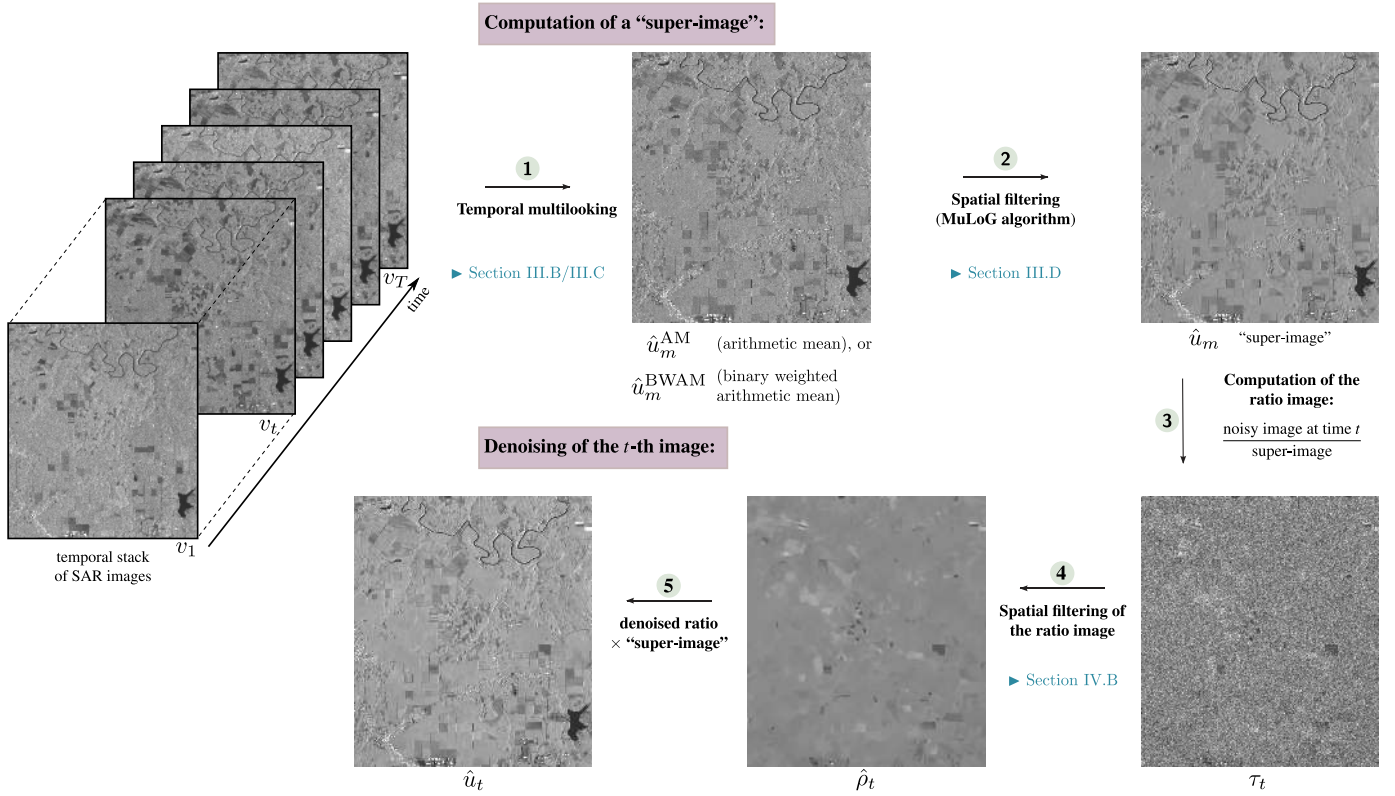 Computation of a “super-image”:
1
Temporal multilooking
▶ Section III.B/III.C
2
Spatial filtering
(MuLoG algorithm)
▶ Section III.D
v_T
time
v_t
v_1
temporal stack
of SAR images
û_m^AM (arithmetic mean), or
û_m^BWAM (binary weighted
arithmetic mean)
û_m “super-image”
3
Computation of the
ratio image:
noisy image at time t
super-image
Denoising of the t-th image:
5
denoised ratio
× “super-image”
4
Spatial filtering of
the ratio image
▶ Section IV.B
û_t
ρ̂_t
τ_t